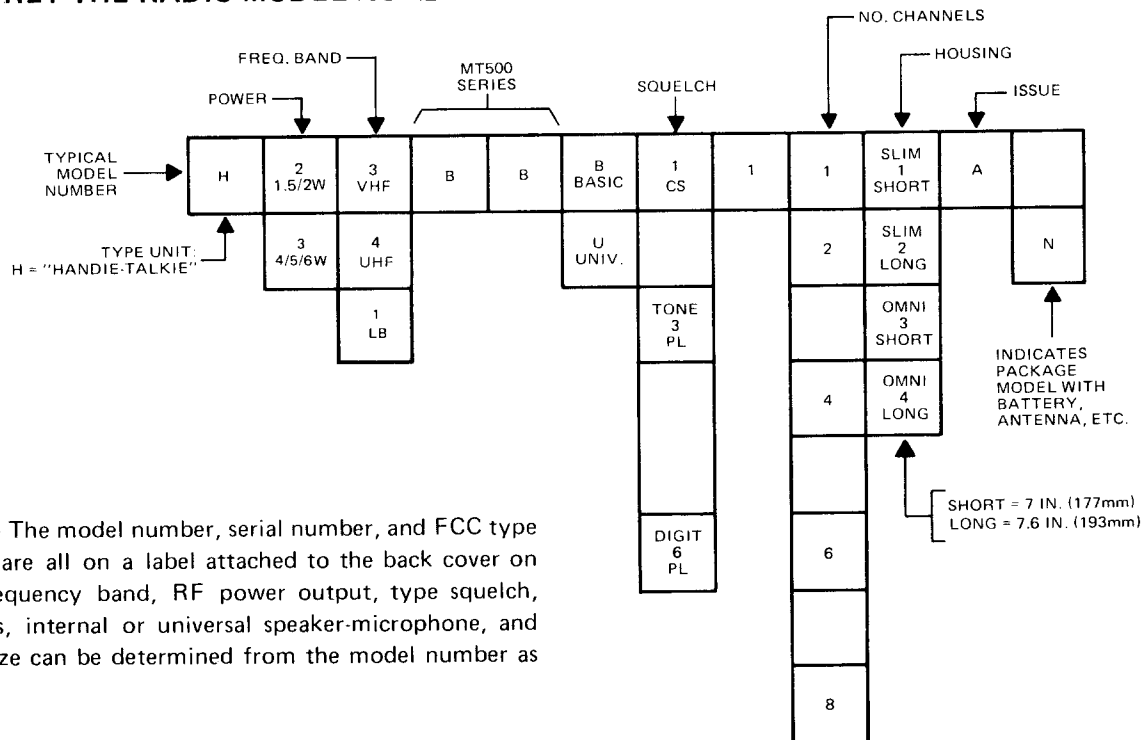 THE RADIO MODEL
NO. CHANNELS
FREQ. BAND
MT500
SERIES
HOUSING
POWER
SQUELCH
ISSUE
TYPICAL
MODEL
NUMBER
H
2
1.5/2W
3
VHF
B
B
B
BASIC
1
CS
1
1
SLIM
1
SHORT
A
TYPE UNIT:
H = "HANDIE-TALKIE"
3
4/5/6W
4
UHF
U
UNIV.
2
SLIM
2
LONG
N
1
LB
TONE
3
PL
OMNI
3
SHORT
INDICATES
PACKAGE
MODEL WITH
BATTERY,
ANTENNA, ETC.
4
OMNI
4
LONG
SHORT = 7 IN. (177mm)
LONG = 7.6 IN. (193mm)
DIGIT
6
PL
6
8
The model number, serial number, and FCC type
are all on a label attached to the back cover on
equency band, RF power output, type squelch,
s, internal or universal speaker-microphone, and
ze can be determined from the model number as